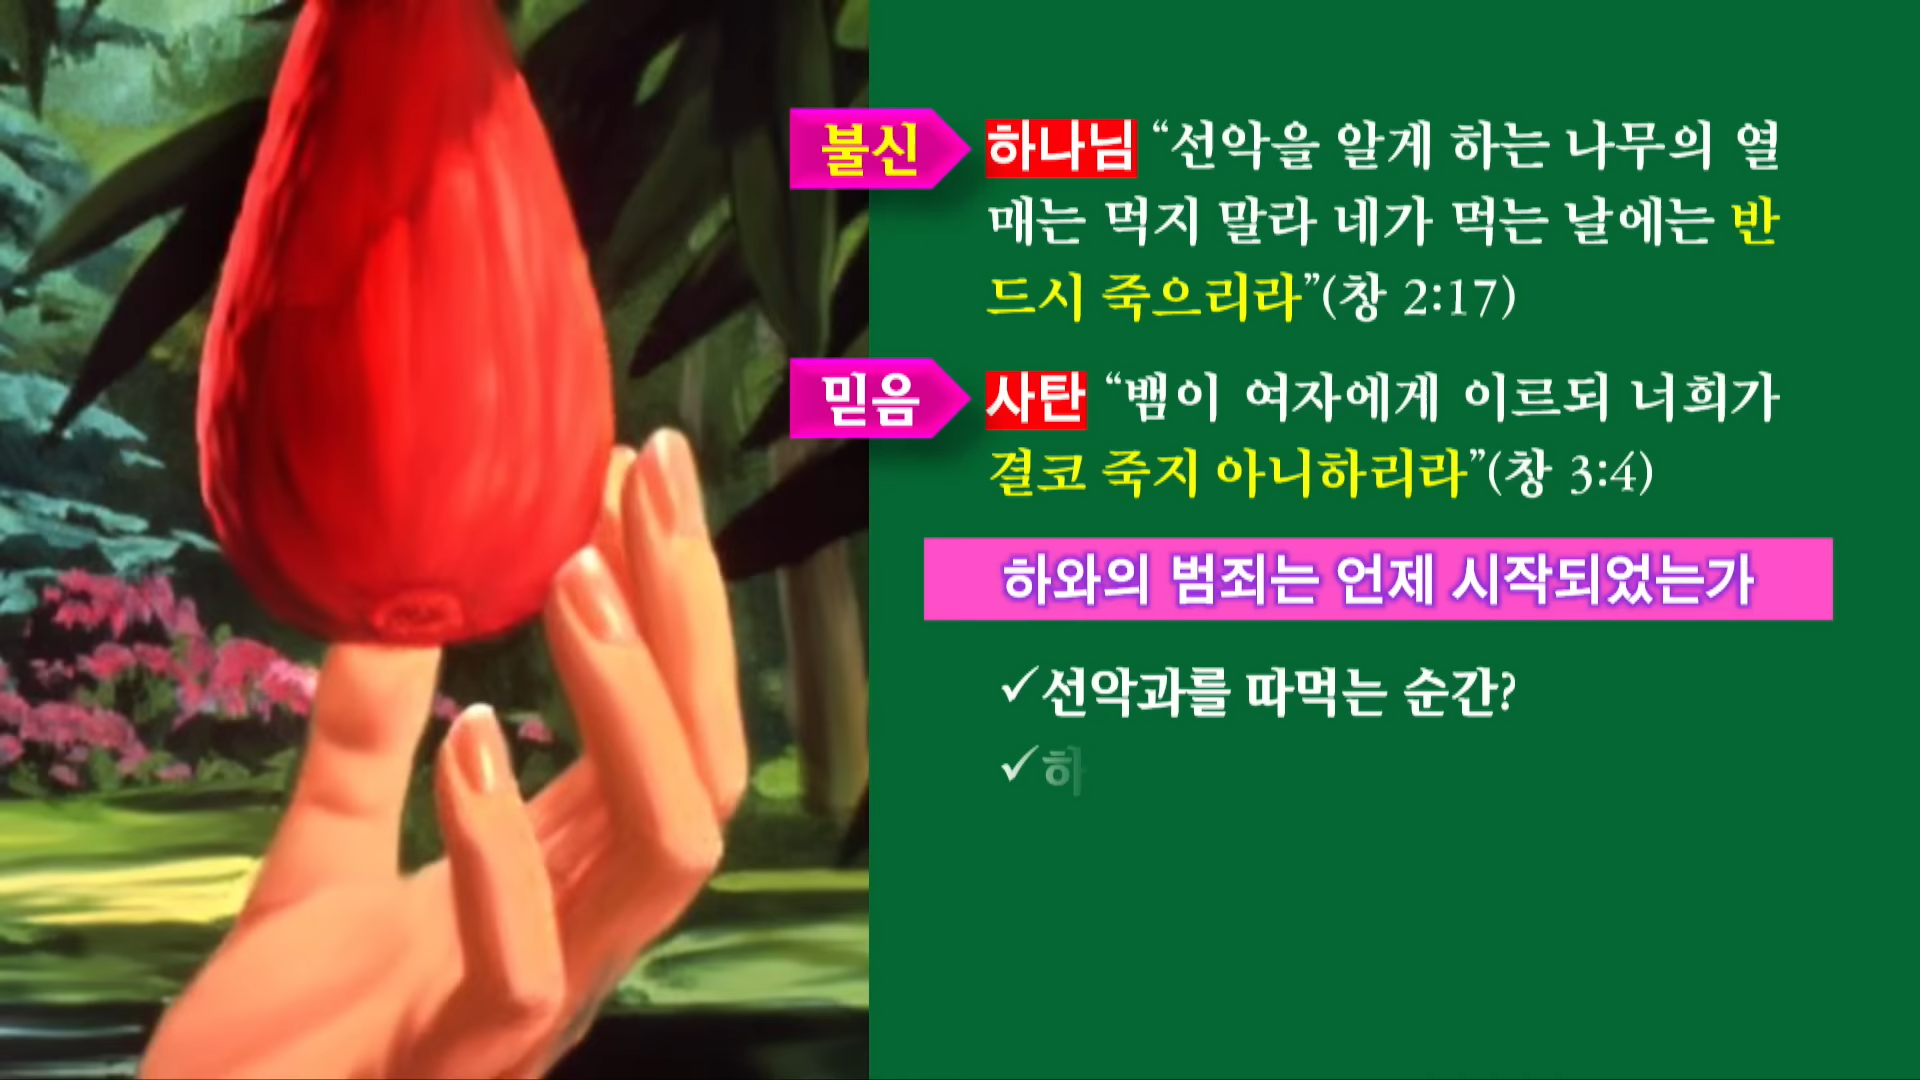 불신 하나님 “선악을 알게 하는 나무의 열
매는 먹지 말라 네가 먹는 날에는 반
드시 죽으리라”(창 2:17)
믿음 사탄 “뱀이 여자에게 이르되 너희가
결코 죽지 아니하리라”(창 3:4)
하와의 범죄는 언제 시작되었는가
✓선악과를 따먹는 순간?
✓하